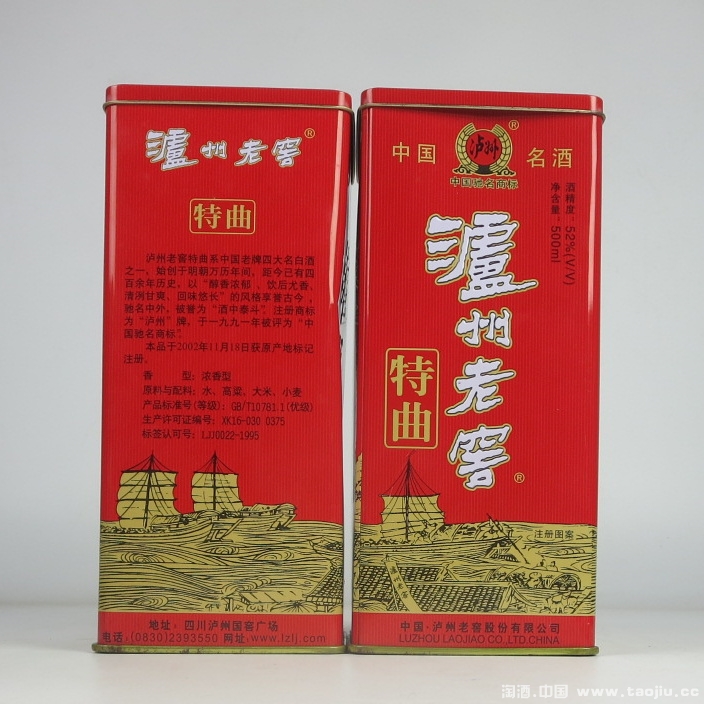 泸州老窖®
特曲
泸州老窖特曲系中国老牌四大名白酒
之一，始创于明朝万历年间，距今已有四
百余年历史，以“醇香浓郁、饮后尤香、
清冽甘爽、回味悠长”的风格享誉古今，
驰名中外，被誉为“酒中泰斗”。注册商标
为“泸州”牌，于一九九一年被评为“中
国驰名商标”。
本品于2002年11月18日获原产地标记
注册。
香 型：浓香型
原料与配料：水、高粱、大米、小麦
产品标准号(等级)：GB/T10781.1(优级)
生产许可证编号：XK16-030 0375
标签认可号：LJJ0022-1995
地址：四川泸州国窖广场
电话：(0830)2393550 网址：www.lzlj.com
中国
泸州
®
名酒
中国驰名商标
酒精度：52%(V/V)
净含量：500ml
泸州老窖®
特曲
注册图案
中国·泸州老窖股份有限公司
LUZHOU LAOJIAO CO.,LTD.CHINA
淘酒.中国 www.taojiu.cc